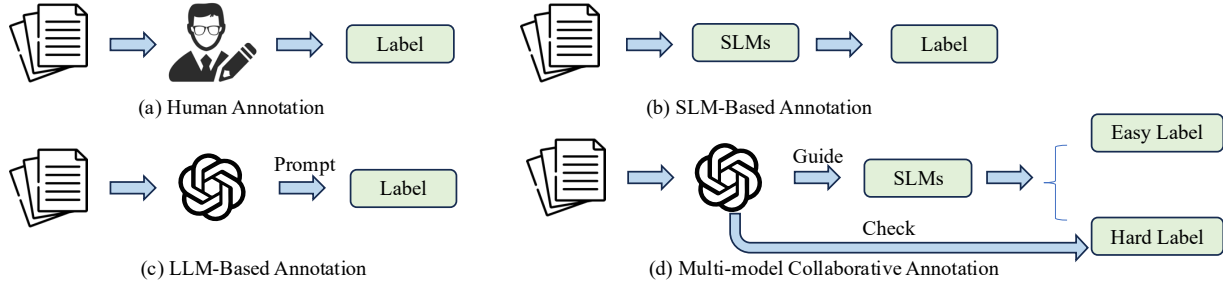 Label
(a) Human Annotation
SLMs
Label
(b) SLM-Based Annotation
Prompt
Label
(c) LLM-Based Annotation
Guide
SLMs
Easy Label
Check
Hard Label
(d) Multi-model Collaborative Annotation